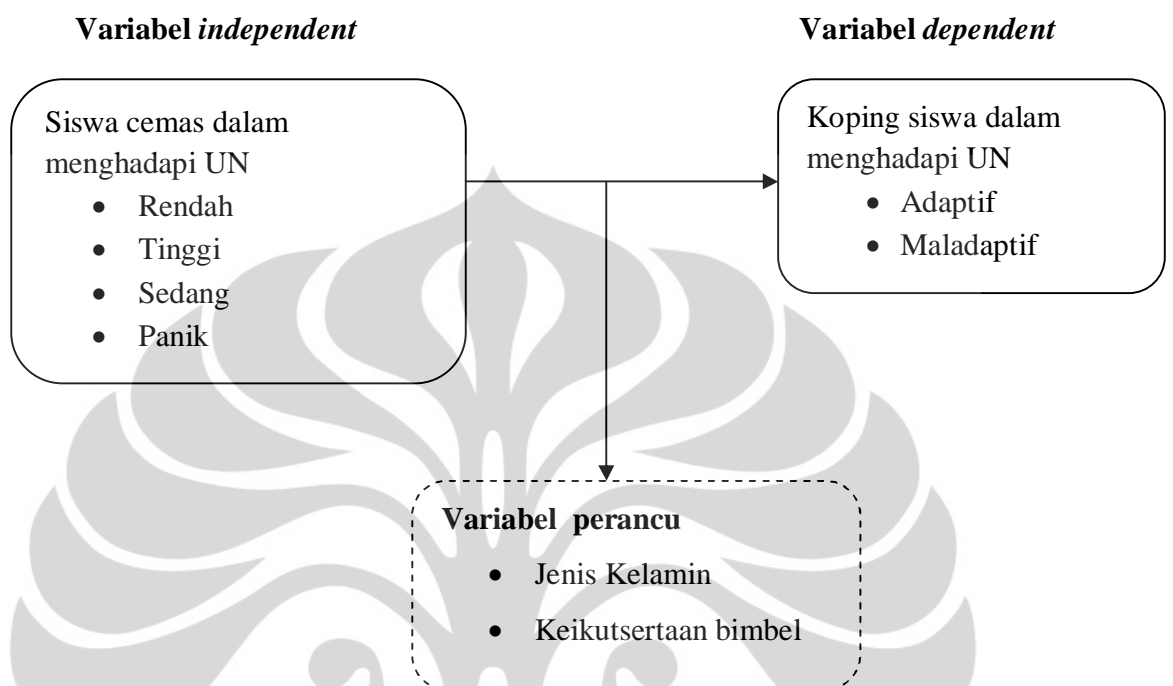 Variabel independent
Variabel dependent
Siswa cemas dalam
menghadapi UN
• Rendah
• Tinggi
• Sedang
• Panik
Koping siswa dalam
menghadapi UN
• Adaptif
• Maladaptif
Variabel perancu
• Jenis Kelamin
• Keikutsertaan bimbel